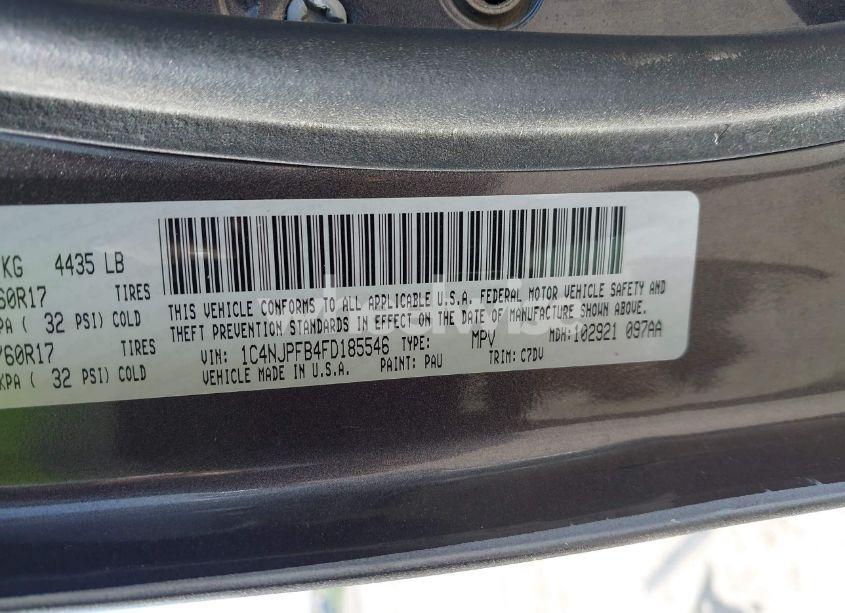 KG 4435 LB
60R17 TIRES
KPA ( 32 PSI) COLD
/60R17 TIRES
KPA ( 32 PSI) COLD
THIS VEHICLE CONFORMS TO ALL APPLICABLE U.S.A. FEDERAL MOTOR VEHICLE SAFETY AND
THEFT PREVENTION STANDARDS IN EFFECT ON THE DATE OF MANUFACTURE SHOWN ABOVE.
VIN: 1C4NJPFB4FD185546 TYPE: MPV MDH:102921 097AA
VEHICLE MADE IN U.S.A. PAINT: PAU TRIM: C7DV